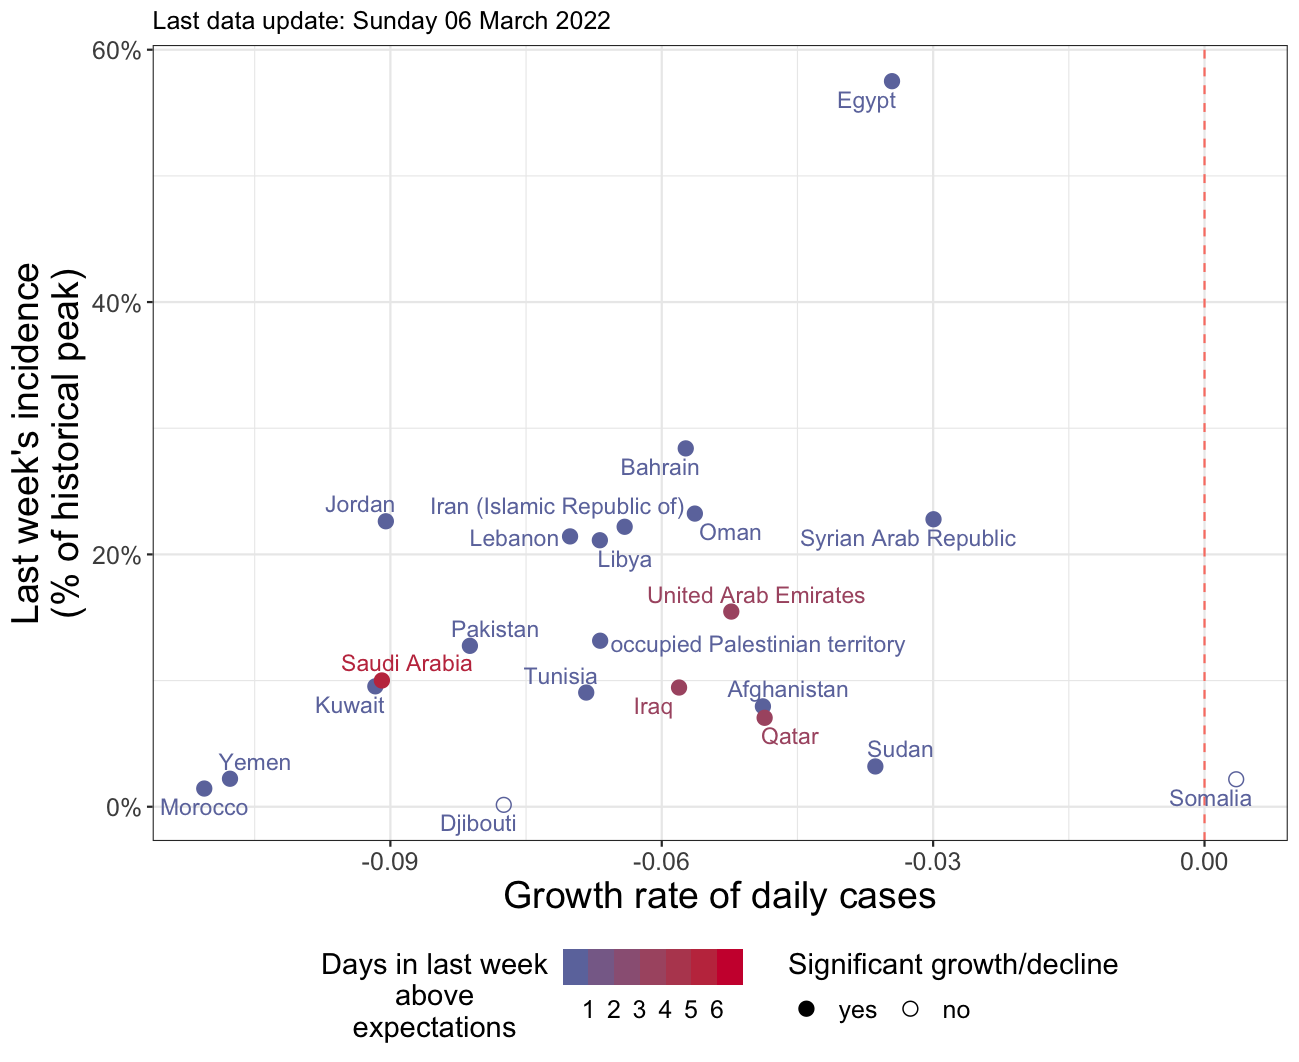 Last data update: Sunday 06 March 2022
60%
40%
20%
0%
Last week's incidence
(% of historical peak)
Egypt
Bahrain
Jordan
Iran (Islamic Republic of)
Lebanon
Oman
Syrian Arab Republic
Libya
United Arab Emirates
Pakistan
occupied Palestinian territory
Saudi Arabia
Tunisia
Kuwait
Iraq
Afghanistan
Qatar
Sudan
Yemen
Morocco
Djibouti
Somalia
-0.09 -0.06 -0.03 0.00
Growth rate of daily cases
Days in last week
above
expectations
1 2 3 4 5 6
Significant growth/decline
yes no